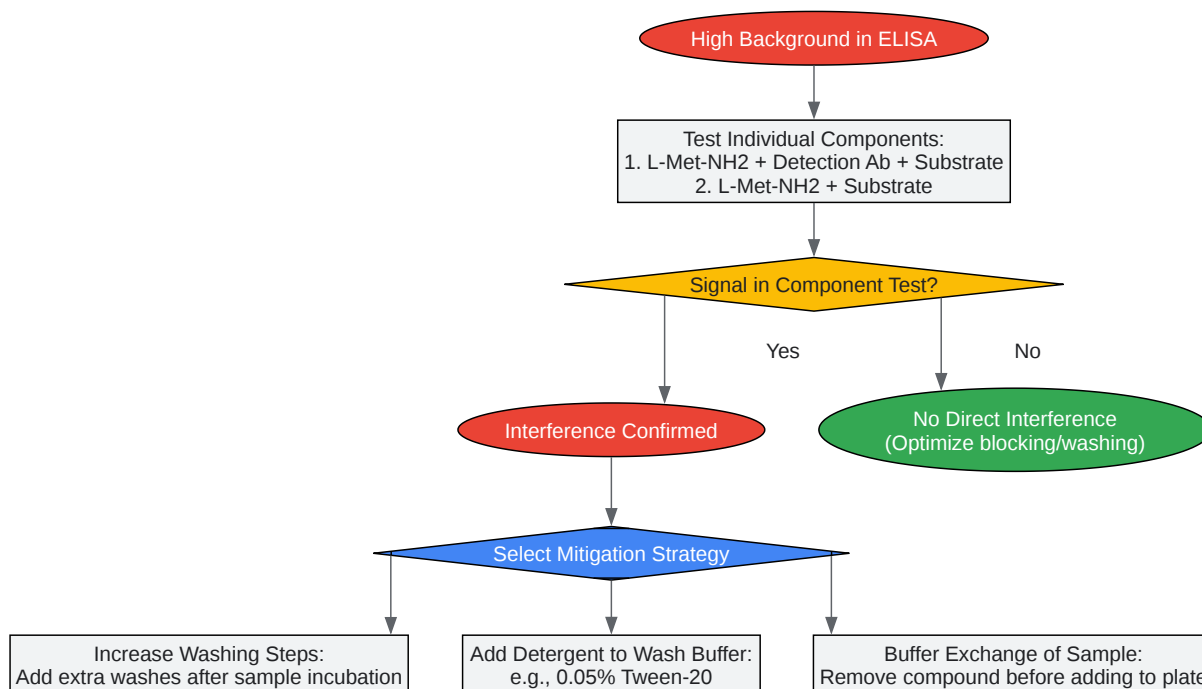 High Background in ELISA
Test Individual Components:
1. L-Met-NH2 + Detection Ab + Substrate
2. L-Met-NH2 + Substrate
Signal in Component Test?
Yes
No
Interference Confirmed
No Direct Interference
(Optimize blocking/washing)
Select Mitigation Strategy
Increase Washing Steps:
Add extra washes after sample incubation
Add Detergent to Wash Buffer:
e.g., 0.05% Tween-20
Buffer Exchange of Sample:
Remove compound before adding to plate